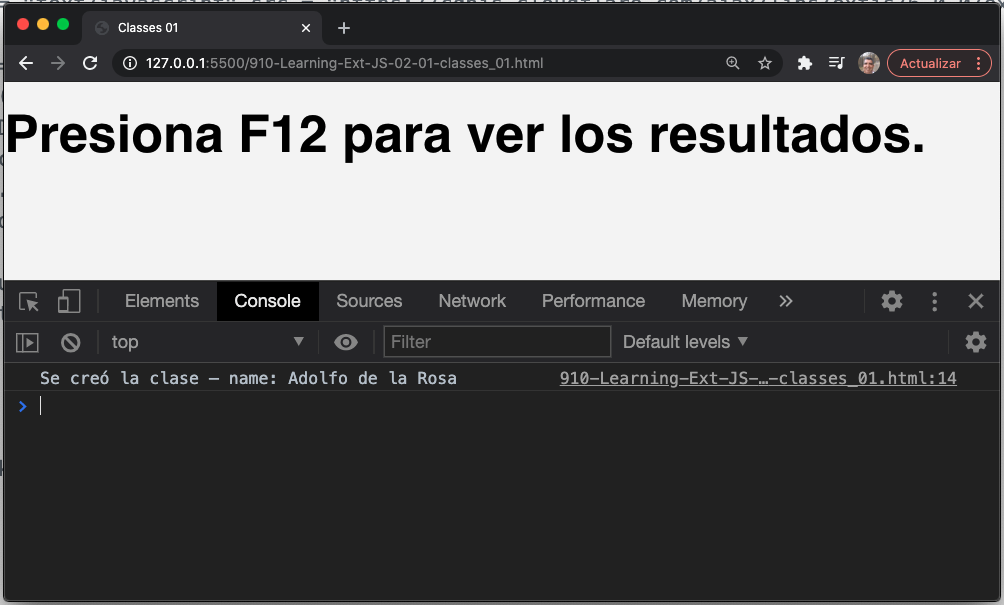 Classes 01
127.0.0.1:5500/910-Learning-Ext-JS-02-01-classes_01.html
Actualizar
Presiona F12 para ver los resultados.
Elements Console Sources Network Performance Memory »
top Filter Default levels
Se creó la clase – name: Adolfo de la Rosa 910-Learning-Ext-JS-…-classes_01.html:14